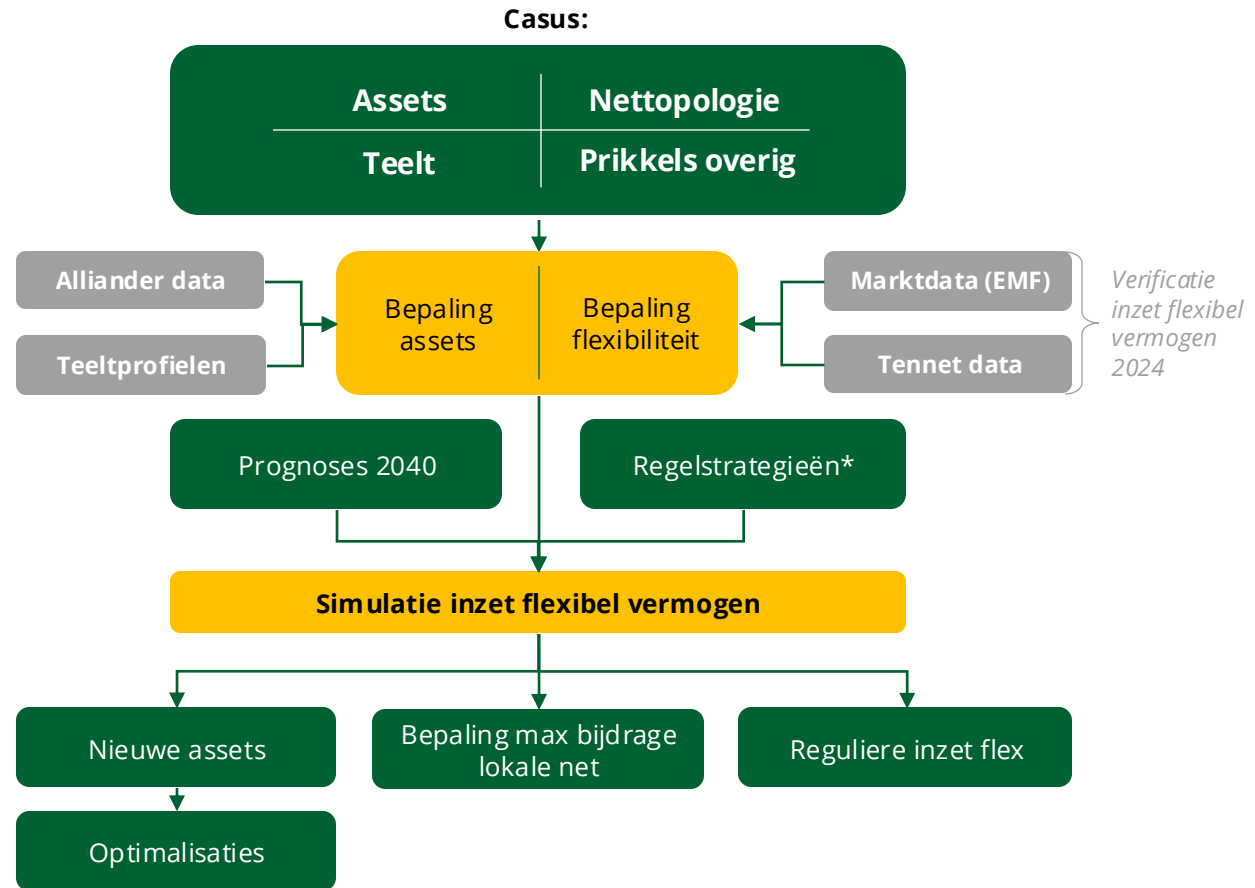 Casus:
Assets
Nettopologie
Teelt
Prikkels overig
Alliander data
Teeltprofielen
Bepaling
assets
Bepaling
flexibiliteit
Marktdata (EMF)
Tennet data
Verificatie
inzet flexibel
vermogen
2024
Prognoses 2040
Regelstrategieën*
Simulatie inzet flexibel vermogen
Nieuwe assets
Bepaling max bijdrage
lokale net
Reguliere inzet flex
Optimalisaties